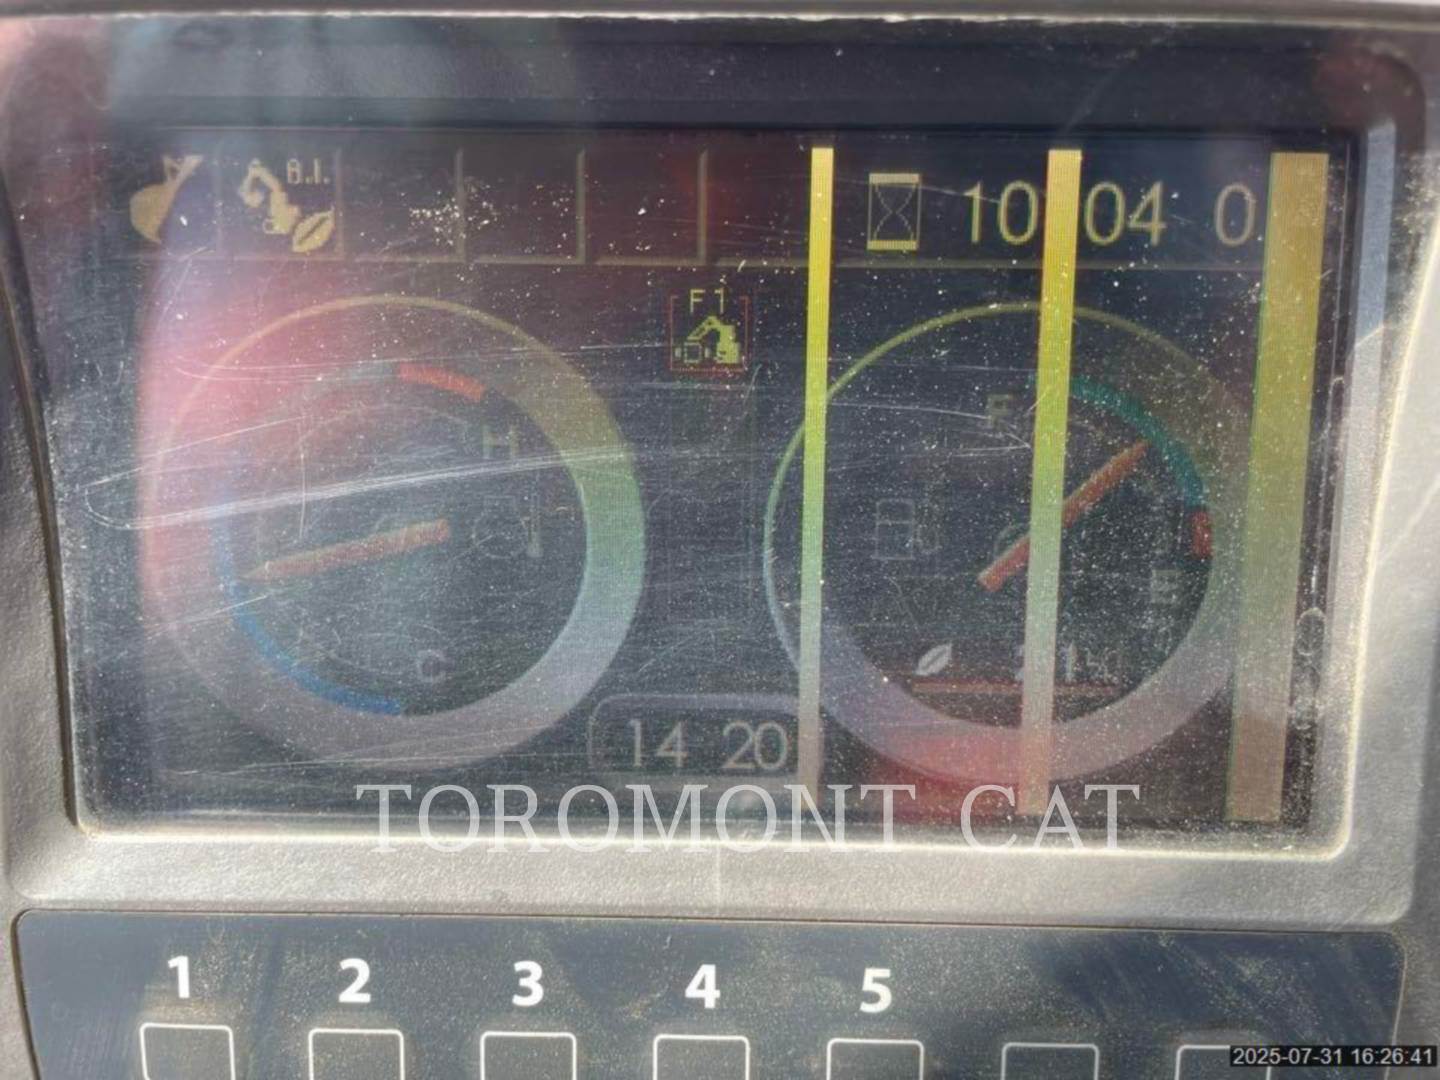 A.I.
10 04 0
F1
H
F
E
C
14 20
TOROMONT CAT
1 2 3 4 5
2025-07-31 16:26:41